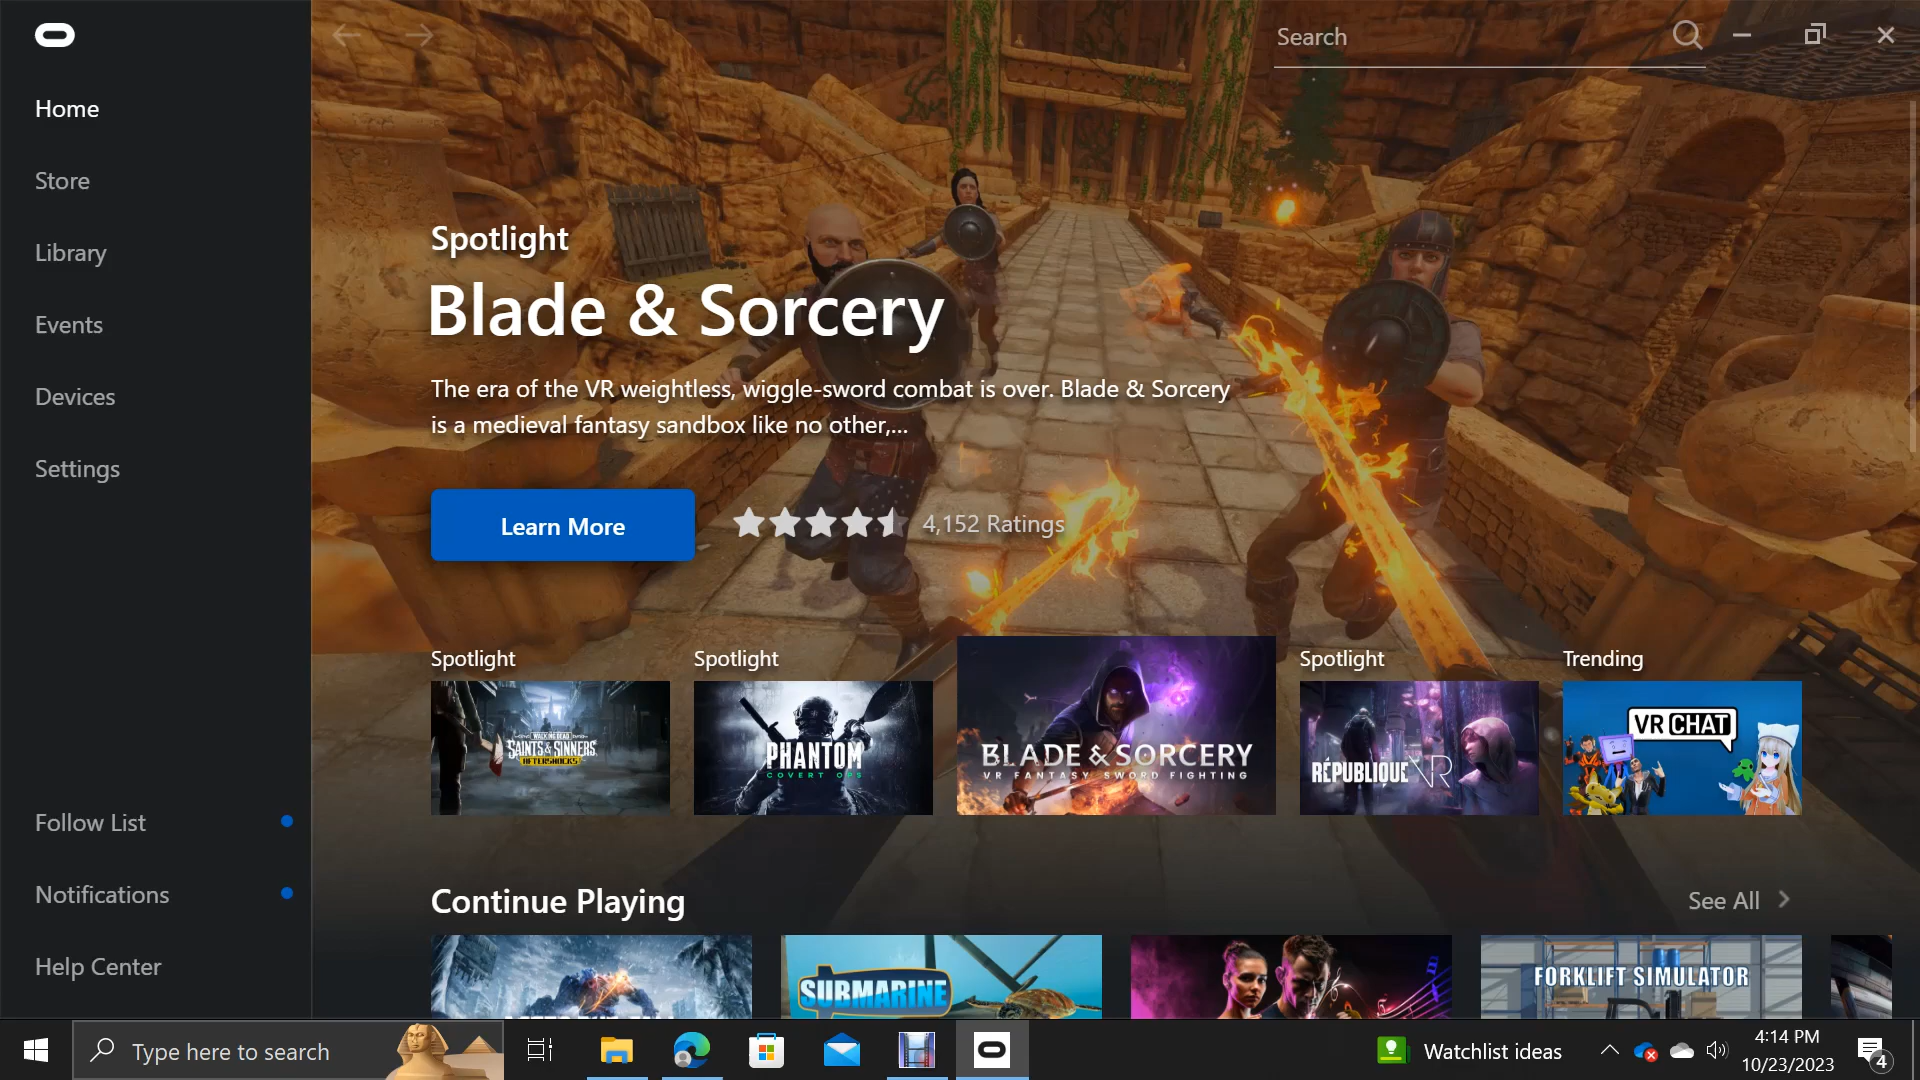 Home
Store
Library
Events
Devices
Settings
Follow List
Notifications
Help Center
Search
Spotlight
Blade & Sorcery
The era of the VR weightless, wiggle-sword combat is over. Blade & Sorcery
is a medieval fantasy sandbox like no other,...
Learn More
4,152 Ratings
Spotlight
THE WALKING DEAD
SAINTS & SINNERS
AFTERSHOCKS
Spotlight
PHANTOM
COVERT OPS
BLADE & SORCERY
VR FANTASY SWORD FIGHTING
Spotlight
RÉPUBLIQUE VR
Trending
VRCHAT
Continue Playing
See All
SUBMARINE
FORKLIFT SIMULATOR
Type here to search
Watchlist ideas
4:14 PM
10/23/2023
4